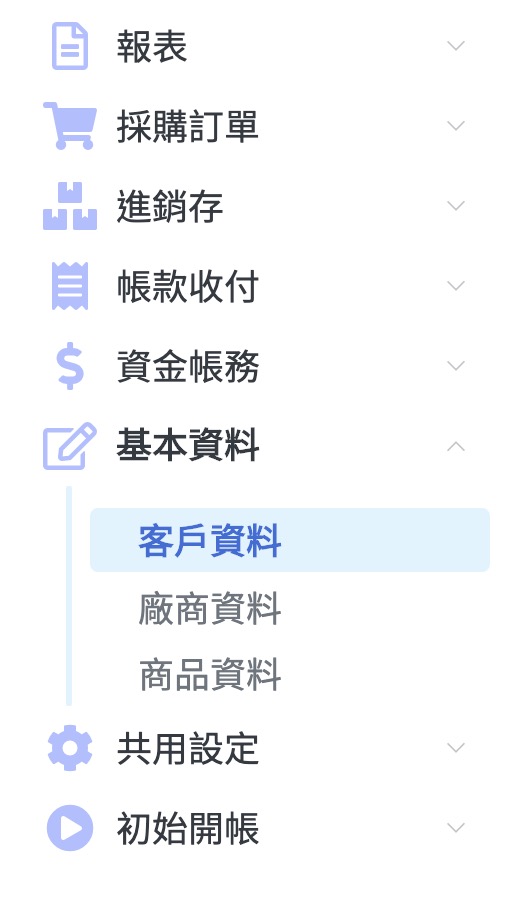 報表
採購訂單
進銷存
帳款收付
資金帳務
基本資料
客戶資料
廠商資料
商品資料
共用設定
初始開帳